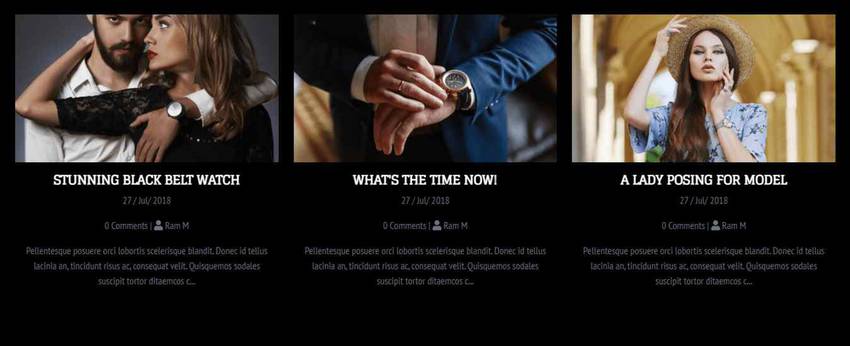 STUNNING BLACK BELT WATCH
27 / Jul/ 2018
0 Comments | Ram M
Pellentesque posuere orci lobortis scelerisque blandit. Donec id tellus
lacinia an, tincidunt risus ac, consequat velit. Quisquemos sodales
suscipit tortor ditaemcos c...
WHAT'S THE TIME NOW!
27 / Jul/ 2018
0 Comments | Ram M
Pellentesque posuere orci lobortis scelerisque blandit. Donec id tellus
lacinia an, tincidunt risus ac, consequat velit. Quisquemos sodales
suscipit tortor ditaemcos c...
A LADY POSING FOR MODEL
27 / Jul/ 2018
0 Comments | Ram M
Pellentesque posuere orci lobortis scelerisque blandit. Donec id tellus
lacinia an, tincidunt risus ac, consequat velit. Quisquemos sodales
suscipit tortor ditaemcos c...